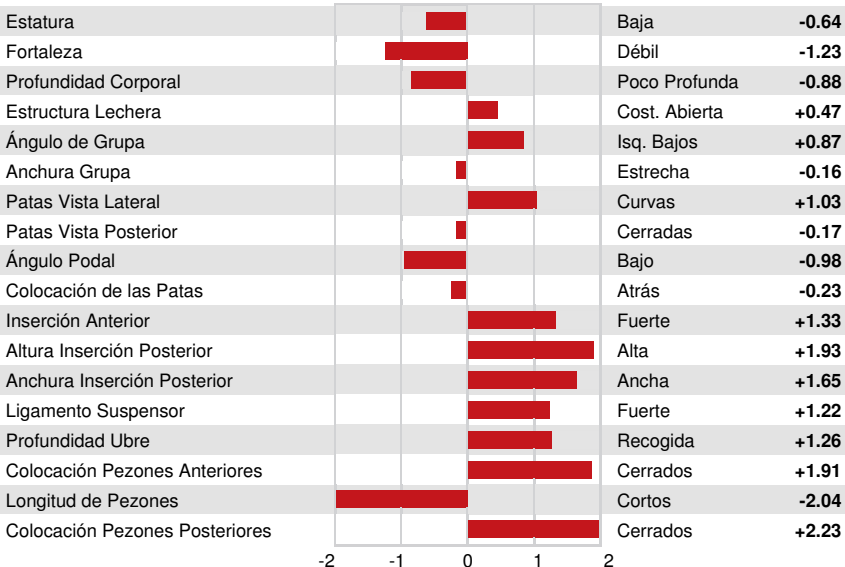 Estatura Baja -0.64
Fortaleza Débil -1.23
Profundidad Corporal Poco Profunda -0.88
Estructura Lechera Cost. Abierta +0.47
Ángulo de Grupa Isq. Bajos +0.87
Anchura Grupa Estrecha -0.16
Patas Vista Lateral Curvas +1.03
Patas Vista Posterior Cerradas -0.17
Ángulo Podal Bajo -0.98
Colocación de las Patas Atrás -0.23
Inserción Anterior Fuerte +1.33
Altura Inserción Posterior Alta +1.93
Anchura Inserción Posterior Ancha +1.65
Ligamento Suspensor Fuerte +1.22
Profundidad Ubre Recogida +1.26
Colocación Pezones Anteriores Cerrados +1.91
Longitud de Pezones Cortos -2.04
Colocación Pezones Posteriores Cerrados +2.23
-2 -1 0 1 2